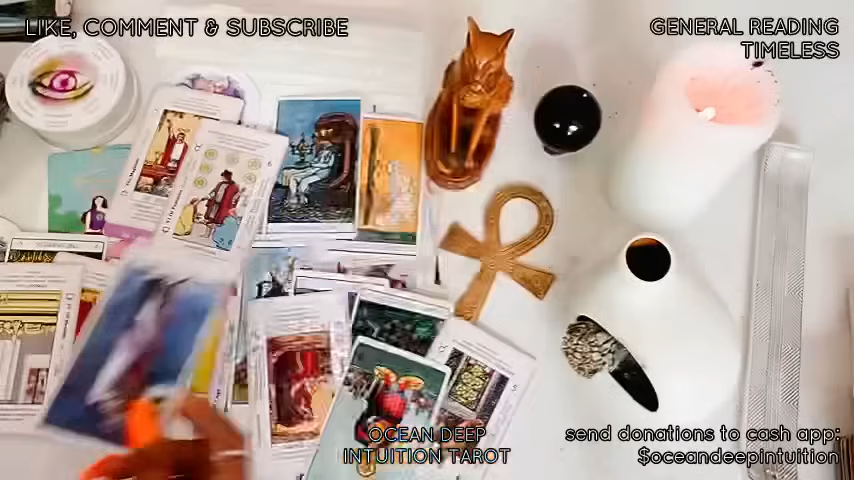 LIKE, COMMENT & SUBSCRIBE
GENERAL READING
TIMELESS
OCEAN DEEP
INTUITION TAROT
send donations to cash app:
$oceandeepintuition